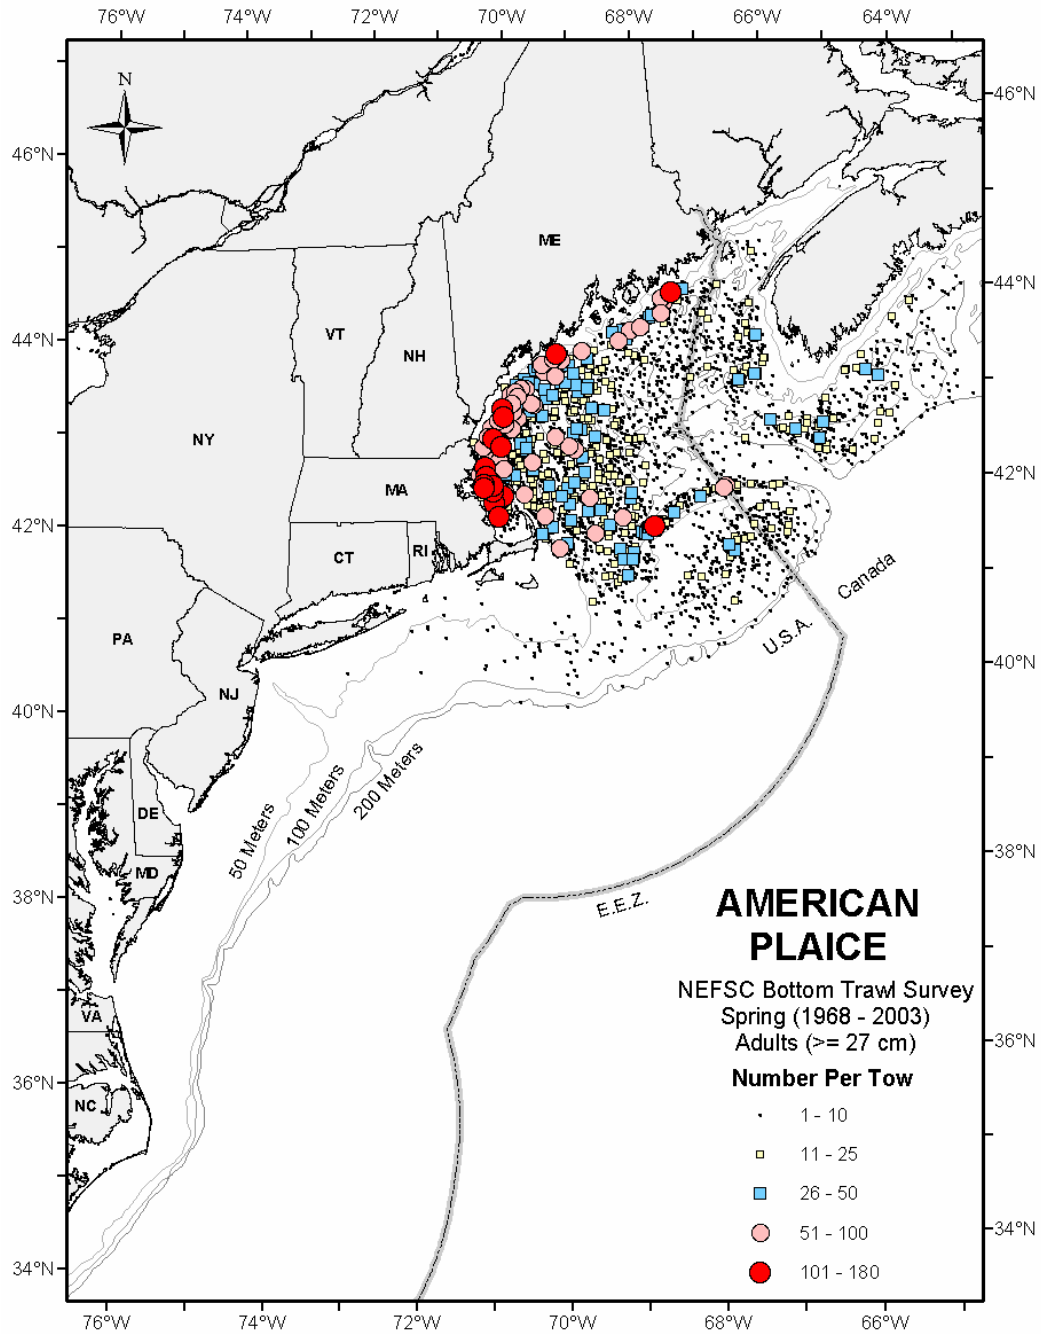 76°W 74°W 72°W 70°W 68°W 66°W 64°W
N
46°N
46°N
ME
44°N
44°N
VT
NH
NY
42°N
MA
42°N
CT
RI
Canada
PA
U.S.A.
40°N
NJ
40°N
200 Meters
100 Meters
50 Meters
DE
38°N
MD
38°N
E.E.Z.
AMERICAN
PLAICE
NEFSC Bottom Trawl Survey
Spring (1968 - 2003)
Adults (>= 27 cm)
VA
36°N
36°N
Number Per Tow
NC
1 - 10
11 - 25
26 - 50
34°N
51 - 100
34°N
101 - 180
76°W 74°W 72°W 70°W 68°W 66°W